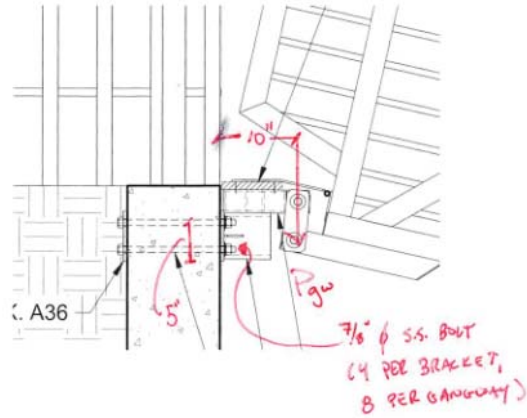 10"
K. A36
5"
Pgw
7/8" ϕ S.S. BOLT
(4 PER BRACKET,
8 PER GANGWAY)